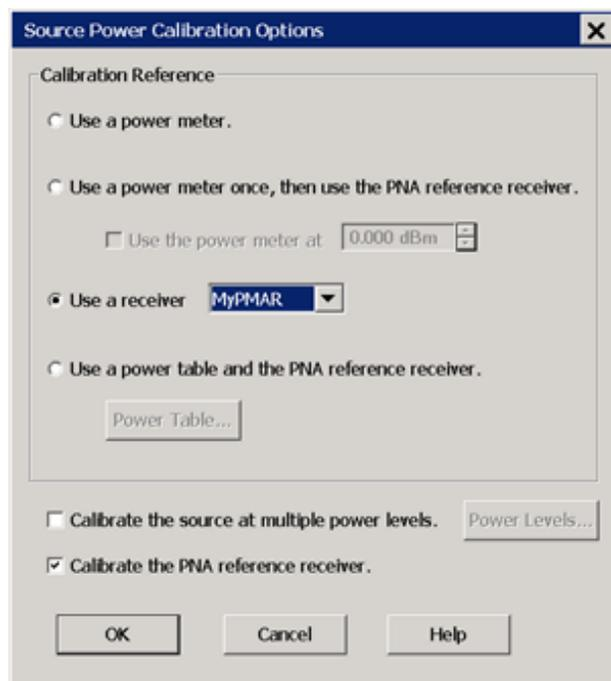 Source Power Calibration Options
Calibration Reference
Use a power meter.
Use a power meter once, then use the PNA reference receiver.
Use the power meter at 0.000 dBm
Use a receiver MyPMAR
Use a power table and the PNA reference receiver.
Power Table...
Calibrate the source at multiple power levels. Power Levels...
Calibrate the PNA reference receiver.
OK Cancel Help